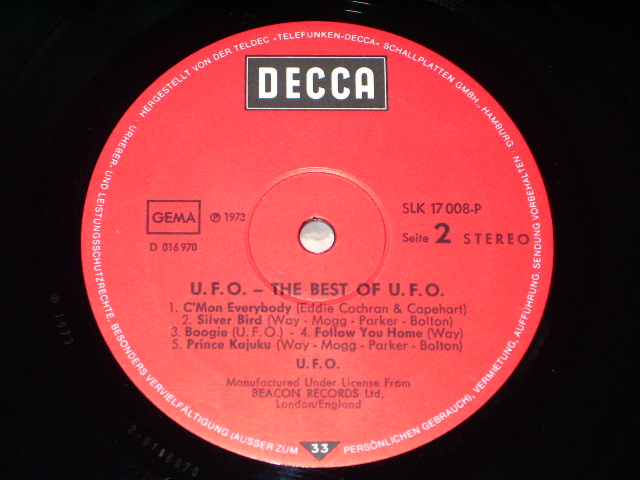 HERGESTELLT VON DER TELDEC »TELEFUNKEN-DECCA« SCHALLPLATTEN GMBH., HAMBURG
URHEBER- UND LEISTUNGSSCHUTZRECHTE, BESONDERS VERVIELFÄLTIGUNG (AUSSER ZUM PERSÖNLICHEN GEBRAUCH), VERMIETUNG, AUFFÜHRUNG, SENDUNG VORBEHALTEN
DECCA
GEMA ℗ 1973
D 016 970
SLK 17 008-P
Seite 2 STEREO
U.F.O. – THE BEST OF U.F.O.
1. C'Mon Everybody (Eddie Cochran & Capehart)
2. Silver Bird (Way - Mogg - Parker - Bolton)
3. Boogie (U.F.O.) - 4. Follow You Home (Way)
5. Prince Kajuku (Way - Mogg - Parker - Bolton)
U.F.O.
Manufactured Under License From
BEACON RECORDS Ltd,
London/England
33
℗ 1973